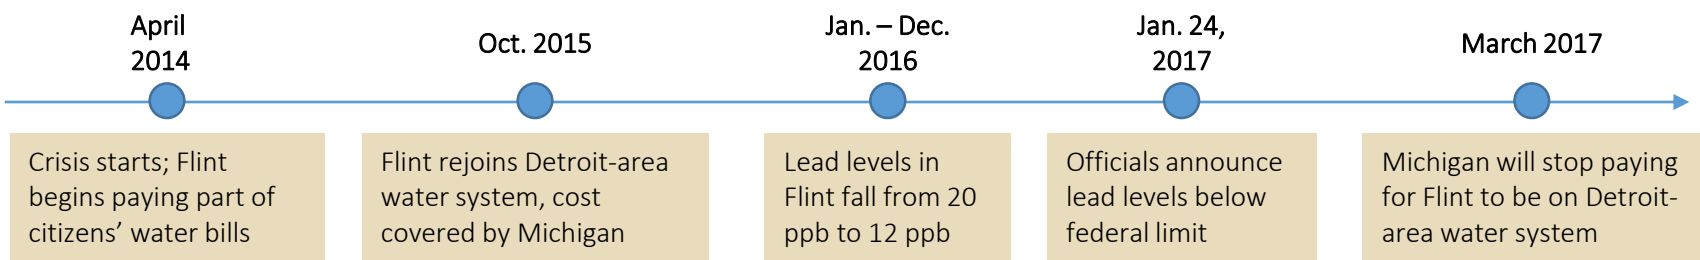 April
2014
Oct. 2015
Jan. – Dec.
2016
Jan. 24,
2017
March 2017
Crisis starts; Flint
begins paying part of
citizens’ water bills
Flint rejoins Detroit-area
water system, cost
covered by Michigan
Lead levels in
Flint fall from 20
ppb to 12 ppb
Officials announce
lead levels below
federal limit
Michigan will stop paying
for Flint to be on Detroit-
area water system